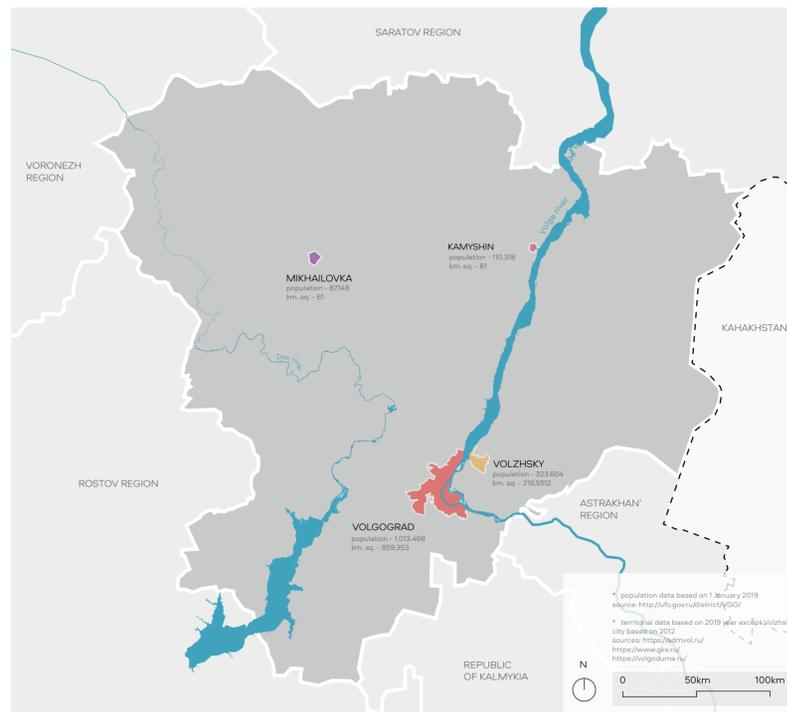 SARATOV REGION
VORONEZH
REGION
Volga river
KAMYSHIN
population - 110,318
km. sq. - 81
MIKHAILOVKA
population - 87,148
km. sq. - 61
KAHAKHSTAN
Don river
VOLZHSKY
population - 323,604
km. sq. - 216,5512
ROSTOV REGION
ASTRAKHAN'
REGION
VOLGOGRAD
population - 1.013,468
km. sq. - 859,353
* population data based on 1 January 2019
source: http://ufo.gov.ru/district/VGG/
* territorial data based on 2019 year except Volzhsk
city based on 2012
sources: https://admvol.ru/
https://www.gks.ru/
https://volgoduma.ru/
REPUBLIC
OF KALMYKIA
N
0 50km 100km